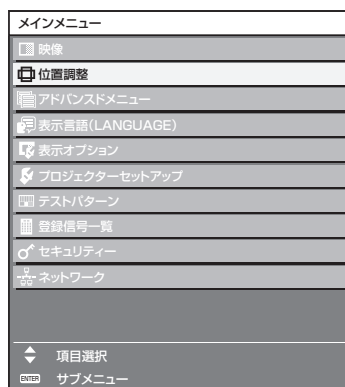 メインメニュー
映像
位置調整
アドバンスドメニュー
表示言語(LANGUAGE)
表示オプション
プロジェクターセットアップ
テストパターン
登録信号一覧
セキュリティー
ネットワーク
項目選択
ENTER サブメニュー